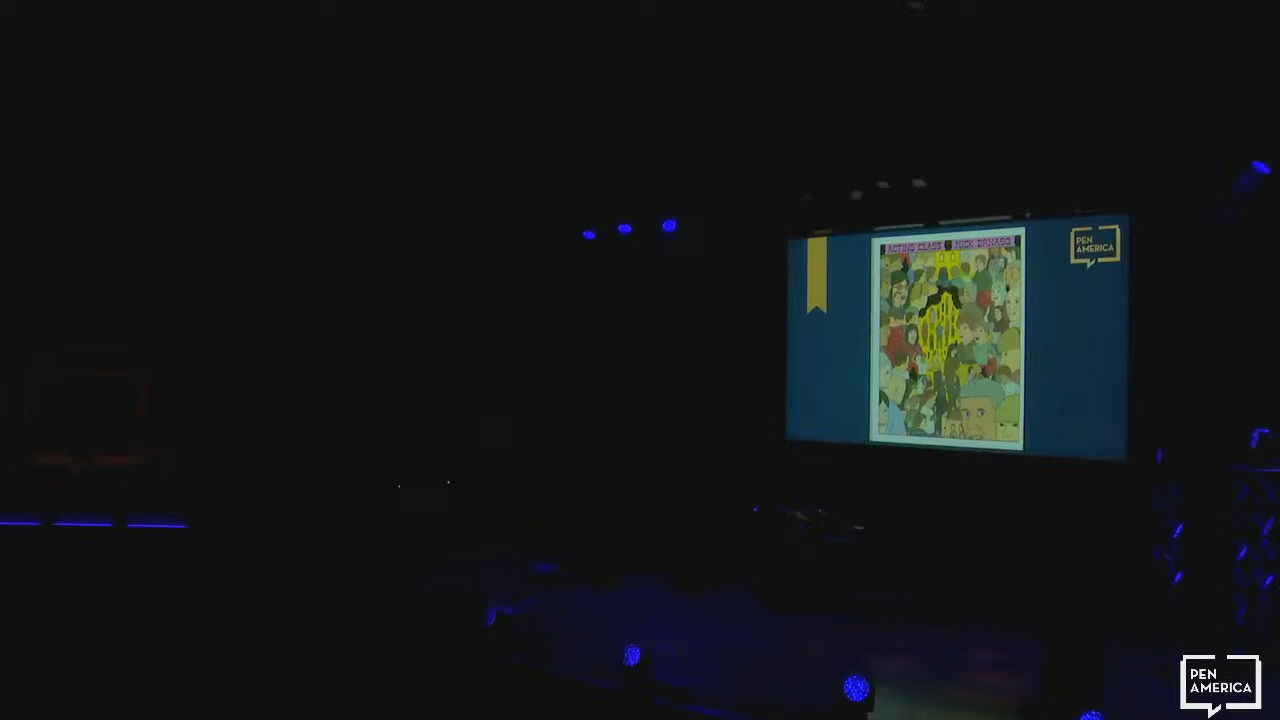 ACTING CLASS NICK DRNASO
PEN
AMERICA
PEN
AMERICA